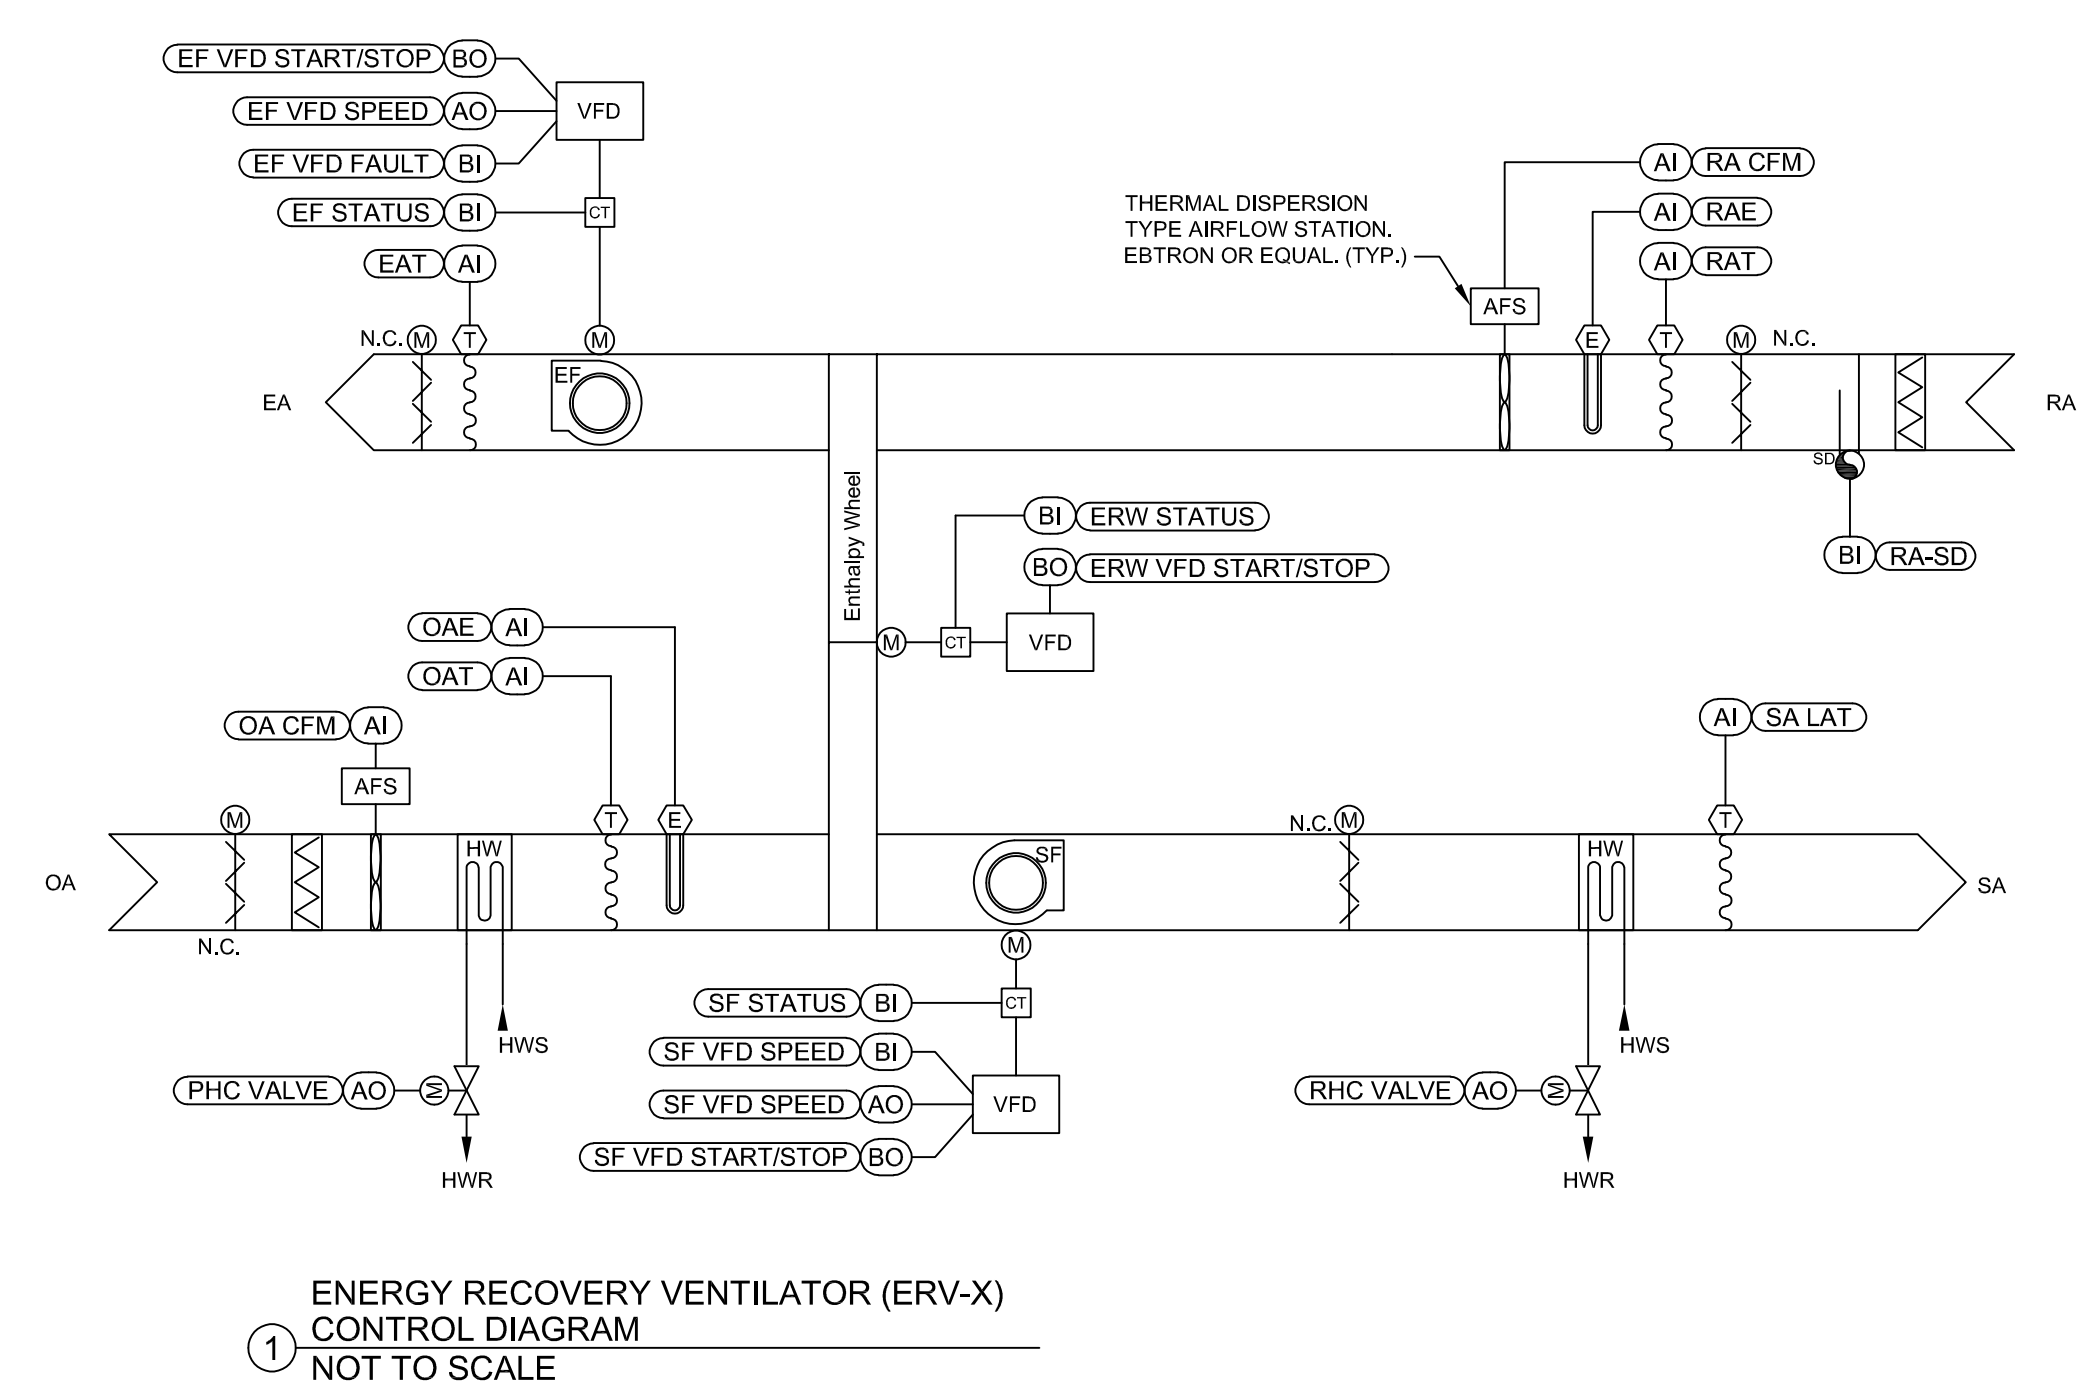 EF VFD START/STOP BO
EF VFD SPEED AO
VFD
EF VFD FAULT BI
EF STATUS BI
CT
EAT AI
N.C. M T M
EF
EA
THERMAL DISPERSION
TYPE AIRFLOW STATION.
EBTRON OR EQUAL. (TYP.)
AI RA CFM
AI RAE
AI RAT
AFS
E T M N.C.
RA
SD
BI RA-SD
Enthalpy Wheel
BI ERW STATUS
BO ERW VFD START/STOP
M CT VFD
OAE AI
OAT AI
OA CFM AI
AFS
M T E
HW
OA
N.C.
HWS
PHC VALVE AO M
HWR
SF
M
SF STATUS BI CT
SF VFD SPEED BI
SF VFD SPEED AO
VFD
SF VFD START/STOP BO
AI SA LAT
N.C. M T
HW
SA
HWS
RHC VALVE AO M
HWR
1
ENERGY RECOVERY VENTILATOR (ERV-X)
CONTROL DIAGRAM
NOT TO SCALE